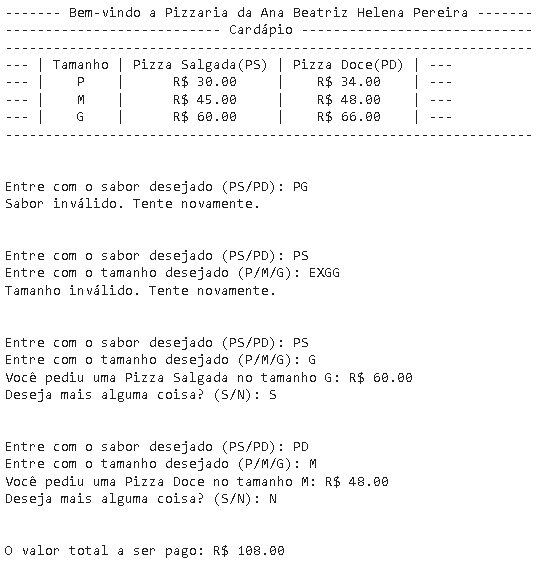 ------- Bem-vindo a Pizzaria da Ana Beatriz Helena Pereira -------
--------------------------- Cardápio -----------------------------
------------------------------------------------------------------
--- | Tamanho | Pizza Salgada(PS) | Pizza Doce(PD) | ---
--- | P | R$ 30.00 | R$ 34.00 | ---
--- | M | R$ 45.00 | R$ 48.00 | ---
--- | G | R$ 60.00 | R$ 66.00 | ---
------------------------------------------------------------------
Entre com o sabor desejado (PS/PD): PG
Sabor inválido. Tente novamente.
Entre com o sabor desejado (PS/PD): PS
Entre com o tamanho desejado (P/M/G): EXGG
Tamanho inválido. Tente novamente.
Entre com o sabor desejado (PS/PD): PS
Entre com o tamanho desejado (P/M/G): G
Você pediu uma Pizza Salgada no tamanho G: R$ 60.00
Deseja mais alguma coisa? (S/N): S
Entre com o sabor desejado (PS/PD): PD
Entre com o tamanho desejado (P/M/G): M
Você pediu uma Pizza Doce no tamanho M: R$ 48.00
Deseja mais alguma coisa? (S/N): N
O valor total a ser pago: R$ 108.00